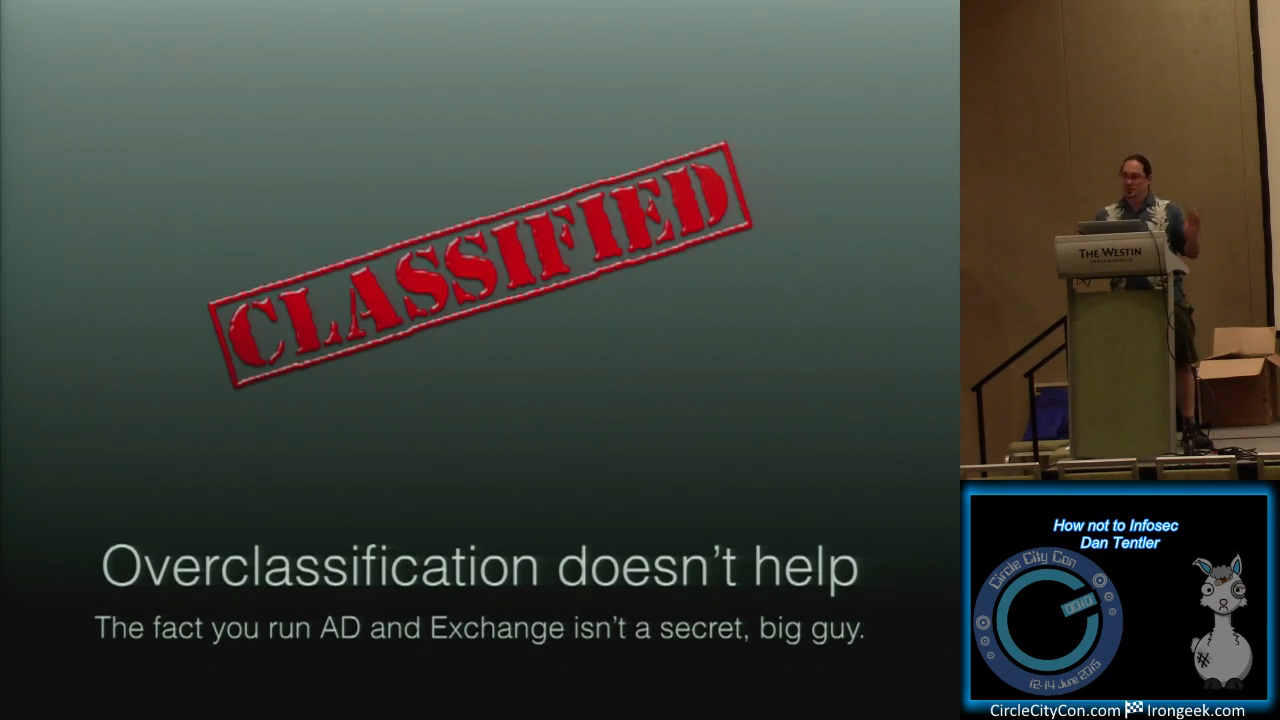 CLASSIFIED
Overclassification doesn't help
The fact you run AD and Exchange isn't a secret, big guy.
THE WESTIN
INDIANAPOLIS
How not to Infosec
Dan Tentler
Circle City Con
12-14 June 2015
CircleCityCon.com Irongeek.com